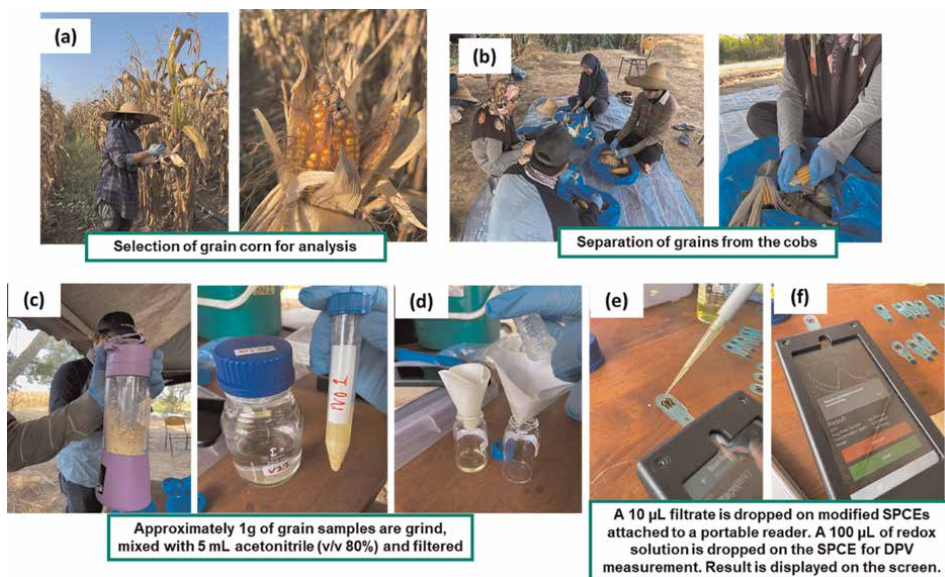 (a)
(b)
Selection of grain corn for analysis
Separation of grains from the cobs
(c)
(d)
(e)
(f)
NO 1
Approximately 1g of grain samples are grind,
mixed with 5 mL acetonitrile (v/v 80%) and filtered
A 10 µL filtrate is dropped on modified SPCEs
attached to a portable reader. A 100 µL of redox
solution is dropped on the SPCE for DPV
measurement. Result is displayed on the screen.